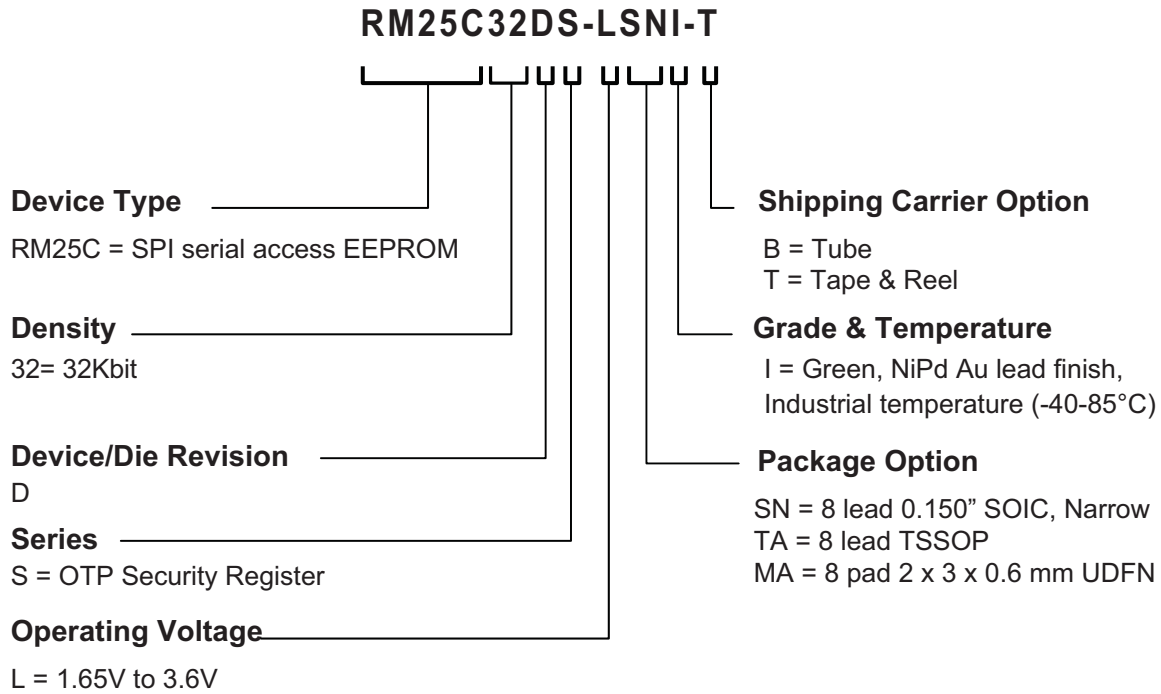 RM25C32DS-LSNI-T
Device Type
RM25C = SPI serial access EEPROM
Density
32= 32Kbit
Device/Die Revision
D
Series
S = OTP Security Register
Operating Voltage
L = 1.65V to 3.6V
Shipping Carrier Option
B = Tube
T = Tape & Reel
Grade & Temperature
I = Green, NiPd Au lead finish,
Industrial temperature (-40-85°C)
Package Option
SN = 8 lead 0.150” SOIC, Narrow
TA = 8 lead TSSOP
MA = 8 pad 2 x 3 x 0.6 mm UDFN